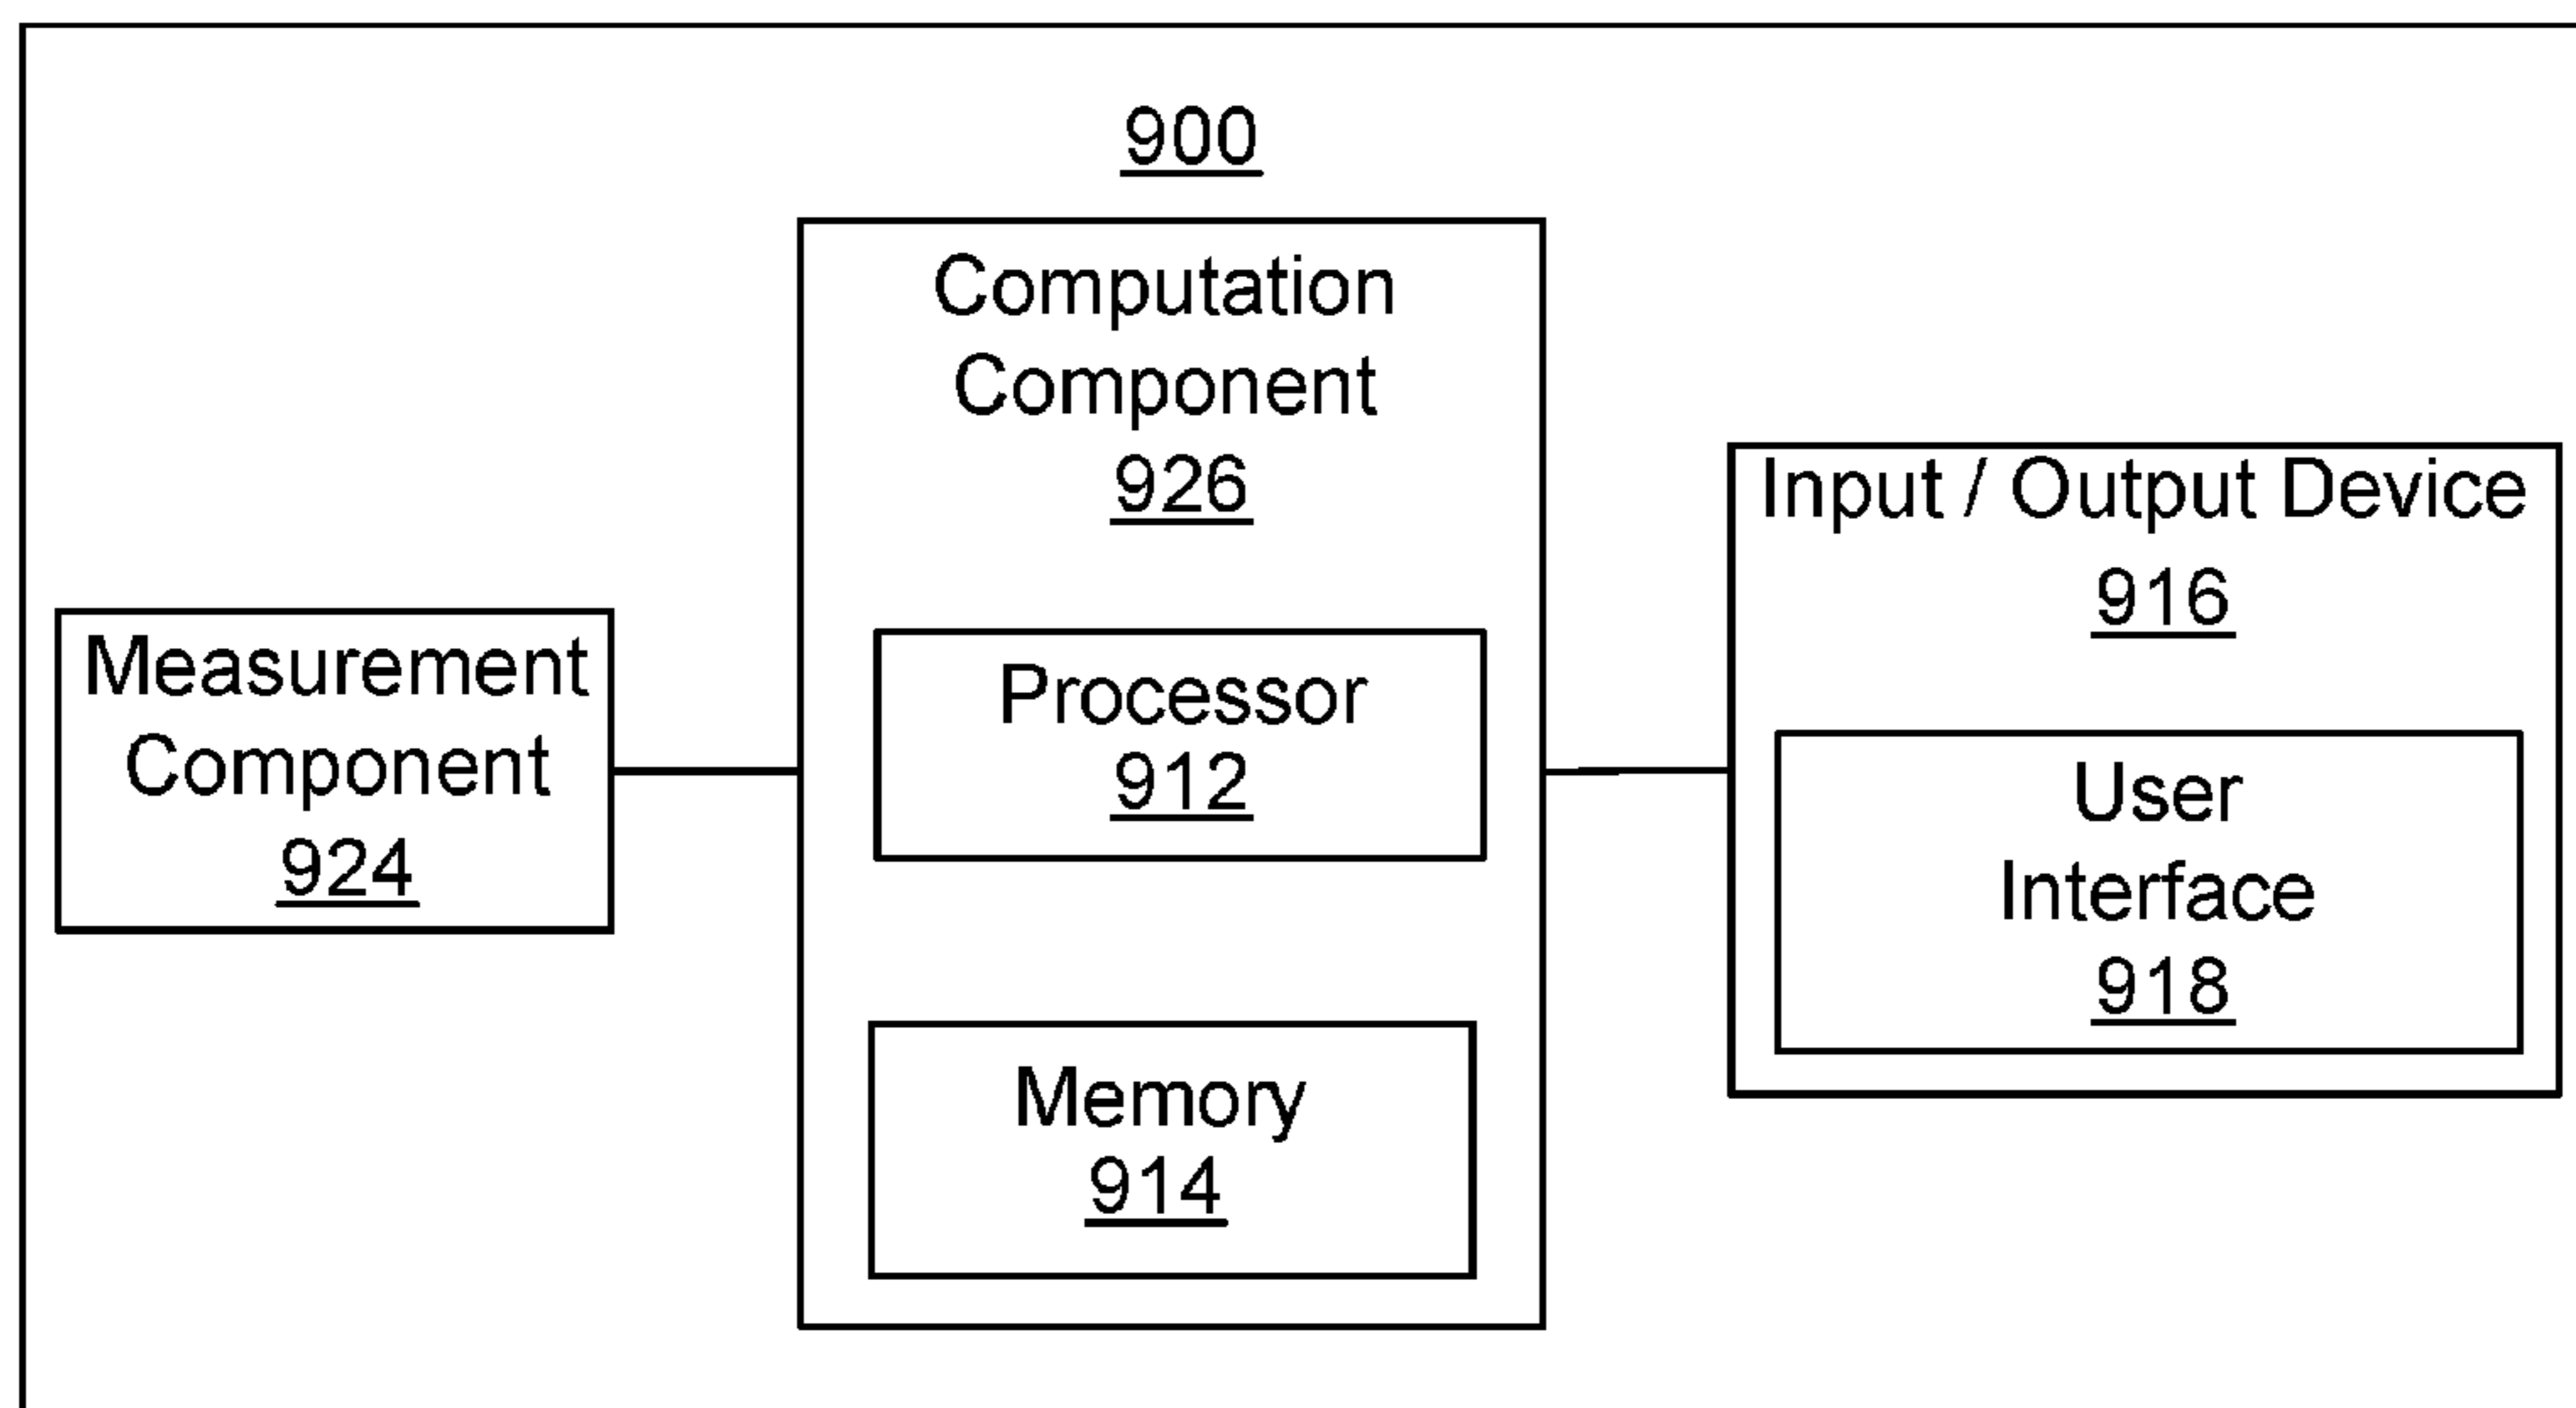 900
Computation
Component
926
Processor
912
Memory
914
Measurement
Component
924
Input / Output Device
916
User
Interface
918